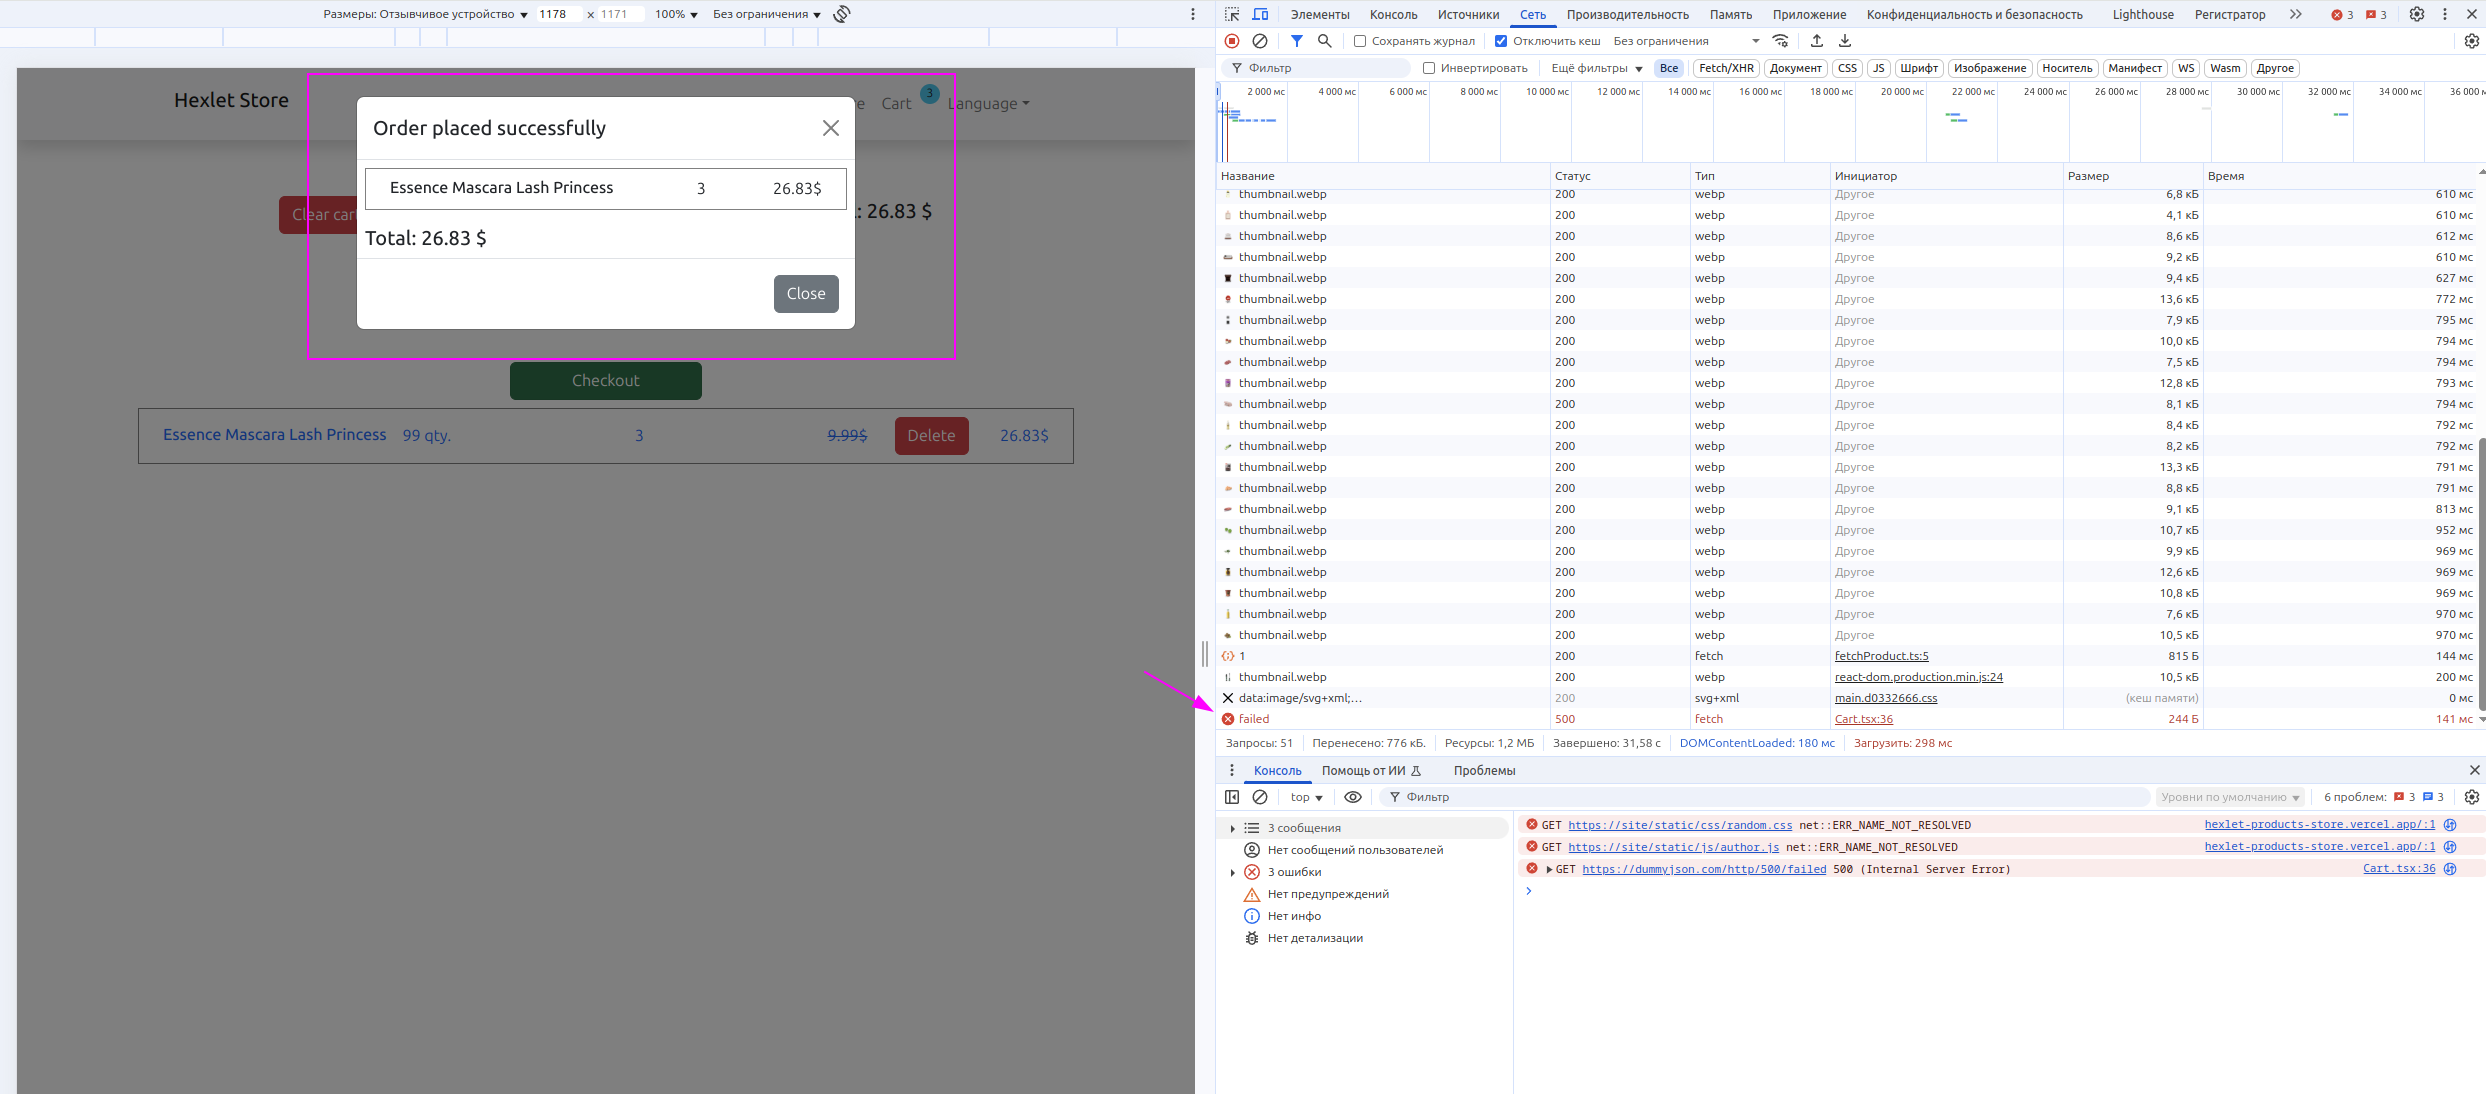 Размеры: Отзывчивое устройство ▼ 1178 x 1171 100% ▼ Без ограничения ▼
Hexlet Store
Cart 3 Language
Order placed successfully
Essence Mascara Lash Princess 3 26.83$
Total: 26.83 $
Close
Clear cart
: 26.83 $
Checkout
Essence Mascara Lash Princess 99 qty. 3 9.99$ Delete 26.83$
Элементы Консоль Источники Сеть Производительность Память Приложение Конфиденциальность и безопасность Lighthouse Регистратор 3 3
Сохранять журнал Отключить кеш Без ограничения
Фильтр Инвертировать Ещё фильтры ▼ Все Fetch/XHR Документ CSS JS Шрифт Изображение Носитель Манифест WS Wasm Другое
2 000 мс 4 000 мс 6 000 мс 8 000 мс 10 000 мс 12 000 мс 14 000 мс 16 000 мс 18 000 мс 20 000 мс 22 000 мс 24 000 мс 26 000 мс 28 000 мс 30 000 мс 32 000 мс 34 000 мс 36 000 м
Название Статус Тип Инициатор Размер Время
thumbnail.webp 200 webp Другое 6,8 кБ 610 мс
thumbnail.webp 200 webp Другое 4,1 кБ 610 мс
thumbnail.webp 200 webp Другое 8,6 кБ 612 мс
thumbnail.webp 200 webp Другое 9,2 кБ 610 мс
thumbnail.webp 200 webp Другое 9,4 кБ 627 мс
thumbnail.webp 200 webp Другое 13,6 кБ 772 мс
thumbnail.webp 200 webp Другое 7,9 кБ 795 мс
thumbnail.webp 200 webp Другое 10,0 кБ 794 мс
thumbnail.webp 200 webp Другое 7,5 кБ 794 мс
thumbnail.webp 200 webp Другое 12,8 кБ 793 мс
thumbnail.webp 200 webp Другое 8,1 кБ 794 мс
thumbnail.webp 200 webp Другое 8,4 кБ 792 мс
thumbnail.webp 200 webp Другое 8,2 кБ 792 мс
thumbnail.webp 200 webp Другое 13,3 кБ 791 мс
thumbnail.webp 200 webp Другое 8,8 кБ 791 мс
thumbnail.webp 200 webp Другое 9,1 кБ 813 мс
thumbnail.webp 200 webp Другое 10,7 кБ 952 мс
thumbnail.webp 200 webp Другое 9,9 кБ 969 мс
thumbnail.webp 200 webp Другое 12,6 кБ 969 мс
thumbnail.webp 200 webp Другое 10,8 кБ 969 мс
thumbnail.webp 200 webp Другое 7,6 кБ 970 мс
thumbnail.webp 200 webp Другое 10,5 кБ 970 мс
1 200 fetch fetchProduct.ts:5 815 Б 144 мс
thumbnail.webp 200 webp react-dom.production.min.js:24 10,5 кБ 200 мс
data:image/svg+xml;... 200 svg+xml main.d0332666.css (кеш памяти) 0 мс
failed 500 fetch Cart.tsx:36 244 Б 141 мс
Запросы: 51 Перенесено: 776 кБ. Ресурсы: 1,2 МБ Завершено: 31,58 с DOMContentLoaded: 180 мс Загрузить: 298 мс
Консоль Помощь от ИИ Проблемы
top ▼ Фильтр Уровни по умолчанию ▼ 6 проблем: 3 3
3 сообщения
Нет сообщений пользователей
3 ошибки
Нет предупреждений
Нет инфо
Нет детализации
GET https://site/static/css/random.css net::ERR_NAME_NOT_RESOLVED hexlet-products-store.vercel.app/:1
GET https://site/static/js/author.js net::ERR_NAME_NOT_RESOLVED hexlet-products-store.vercel.app/:1
GET https://dummyjson.com/http/500/failed 500 (Internal Server Error) Cart.tsx:36